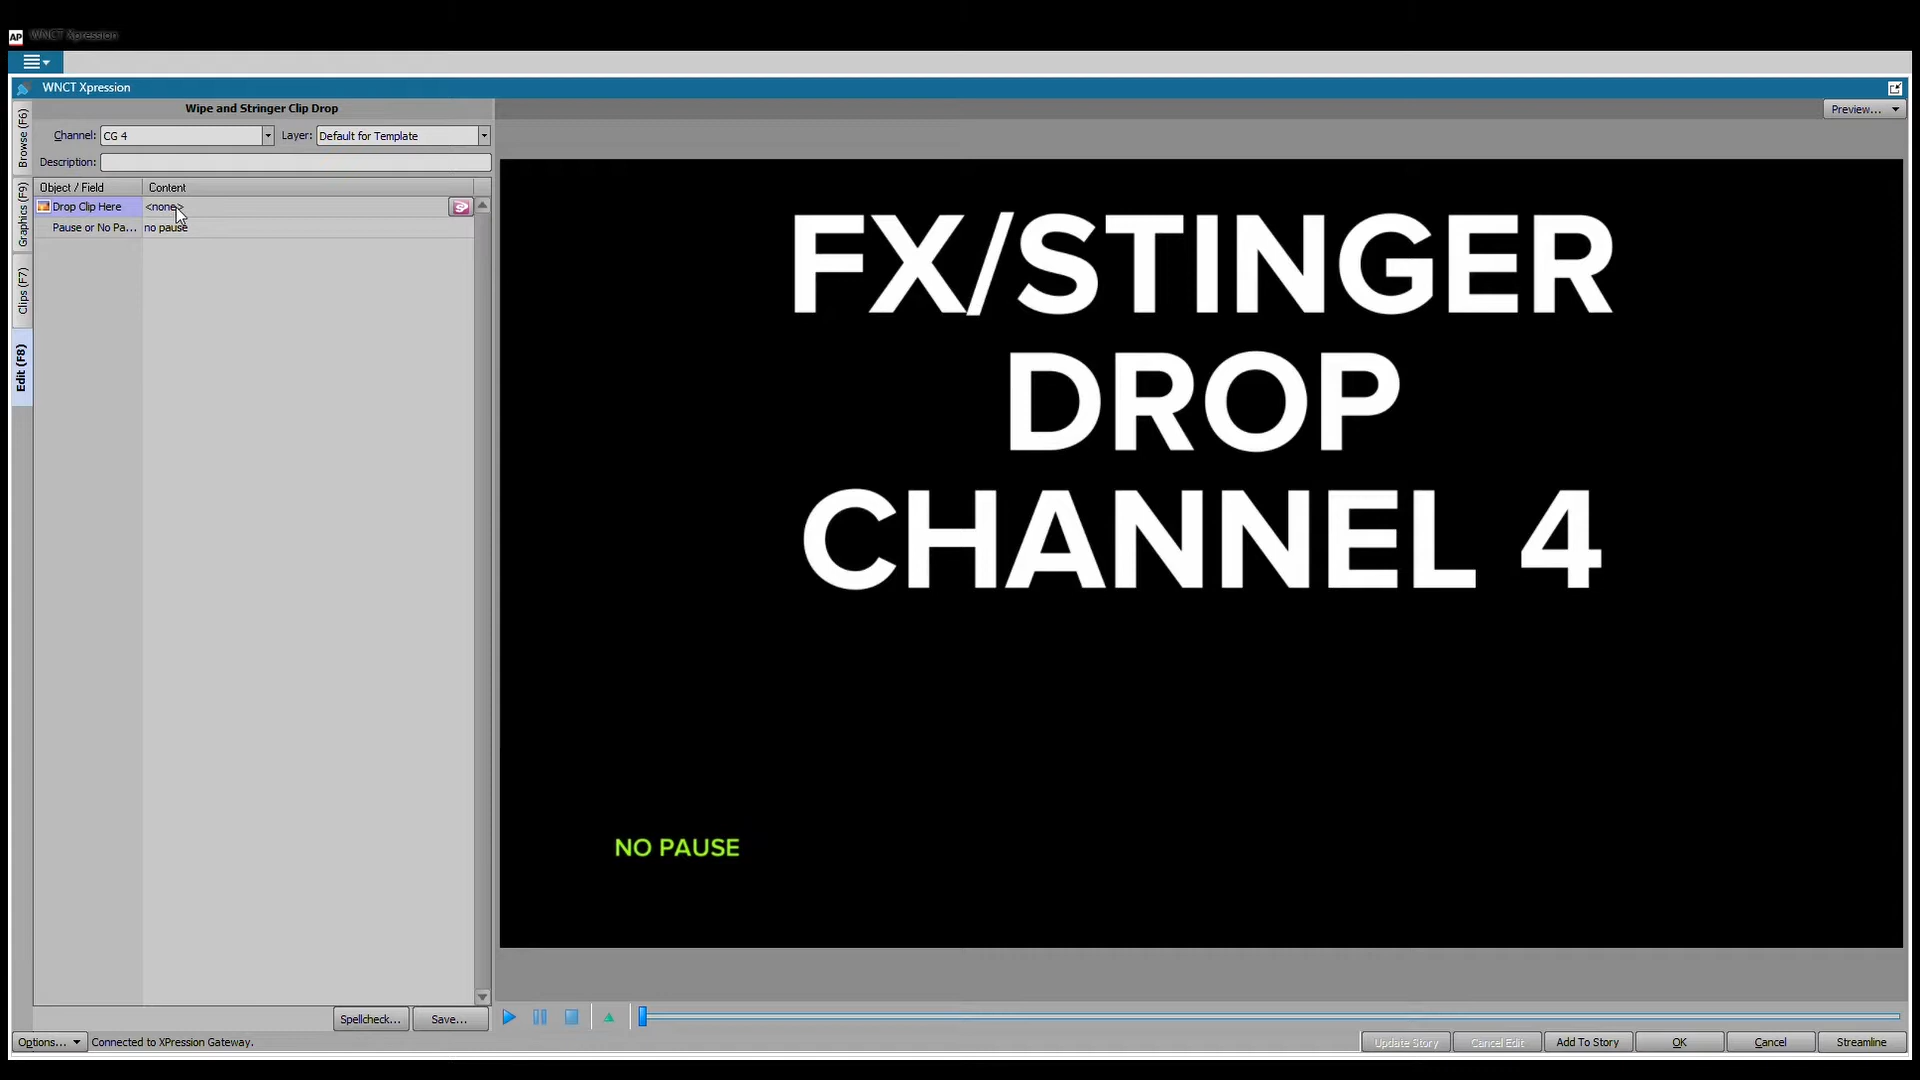 AP WNCT Xpression
WNCT Xpression
Wipe and Stringer Clip Drop
Preview...
Channel: CG 4 Layer: Default for Template
Description:
Object / Field Content
Drop Clip Here <none>
Pause or No Pa... no pause
Browse (F6)
Graphics (F9)
Clips (F7)
Edit (F8)
FX/STINGER
DROP
CHANNEL 4
NO PAUSE
Spellcheck... Save...
Options... Connected to XPression Gateway.
Update Story Cancel Edit Add To Story OK Cancel Streamline